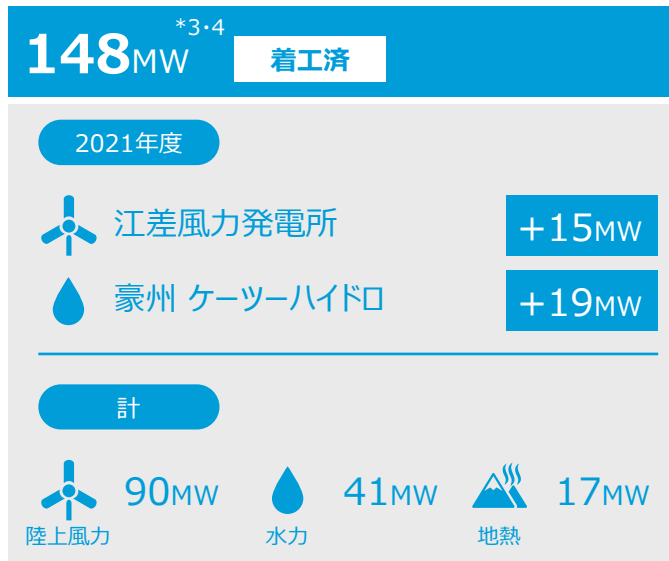 148MW *3・4 着工済
2021年度
江差風力発電所 +15MW
豪州 ケーツーハイドロ +19MW
計
90MW 41MW 17MW
陸上風力 水力 地熱